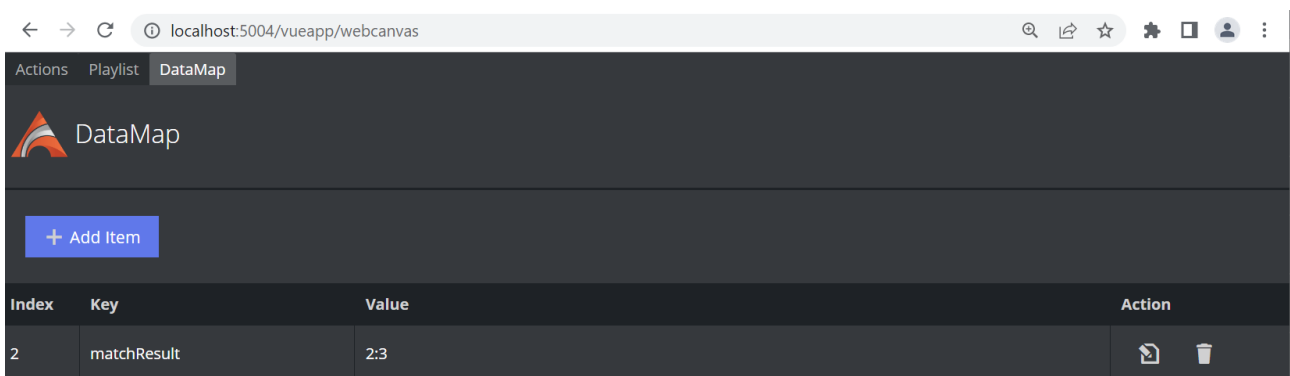 localhost:5004/vueapp/webcanvas
Actions Playlist DataMap
DataMap
+ Add Item
Index Key Value Action
2 matchResult 2:3